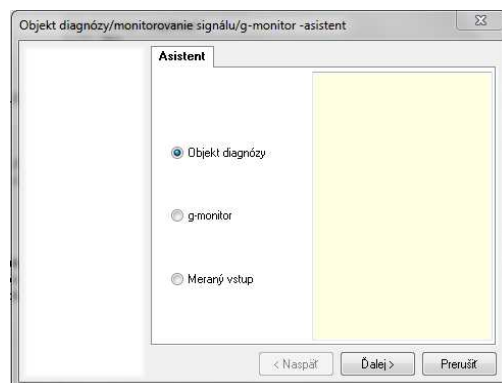 Objekt diagnózy/monitorovanie signálu/g-monitor -asistent
Asistent
Objekt diagnózy
g-monitor
Meraný vstup
< Naspäť
Ďalej >
Prerušiť